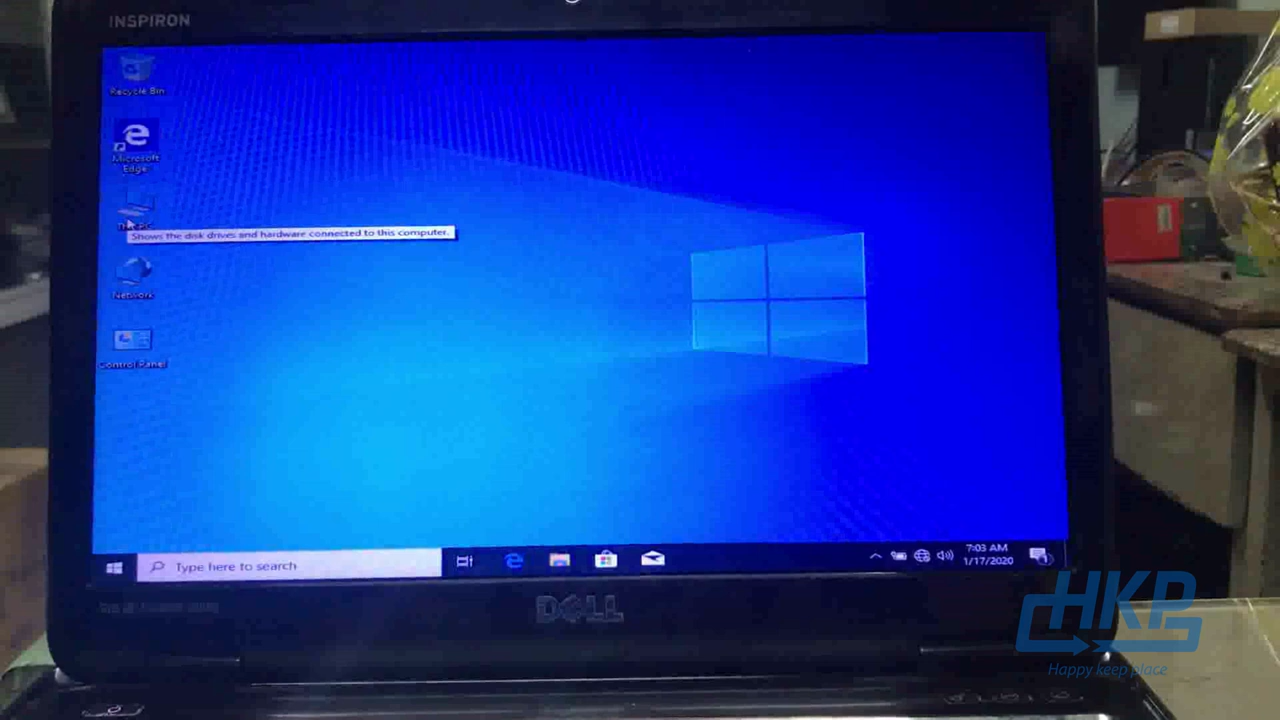 INSPIRON
Recycle Bin
Microsoft
Edge
Shows the disk drives and hardware connected to this computer.
Network
Control Panel
Type here to search
7:03 AM
1/17/2020
DELL
HKP
Happy keep place